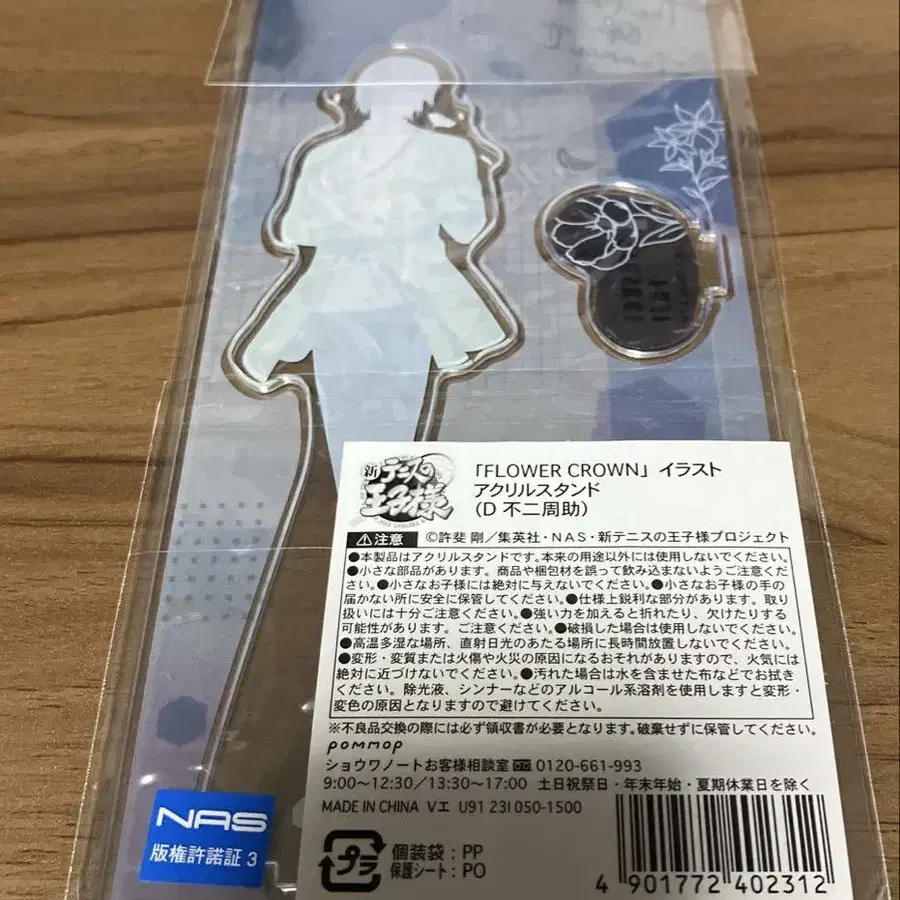 新テニスの王子様
「FLOWER CROWN」イラスト
アクリルスタンド
（D 不二周助）
⚠注意 ©許斐 剛／集英社・NAS・新テニスの王子様プロジェクト
●本製品はアクリルスタンドです。本来の用途以外には使用しないでください。
●小さな部品があります。商品や梱包材を誤って飲み込まないようご注意くださ
い。●小さなお子様には絶対に与えないでください。●小さなお子様の手の
届かない所に安全に保管してください。●仕様上鋭利な部分があります。取り
扱いには十分ご注意ください。●強い力を加えると折れたり、欠けたりする
可能性があります。ご注意ください。●破損した場合は使用しないでください。
●高温多湿な場所、直射日光のあたる場所に長時間放置しないでください。
●変形・変質または火傷や火災の原因になるおそれがありますので、火気には
絶対に近づけないでください。●汚れた場合は水を含ませた布などでお拭き
ください。除光液、シンナーなどのアルコール系溶剤を使用しますと変形・
変色の原因となりますので避けてください。
※不良品交換の際には必ず領収書が必要となります。破棄せずに保管してください。
pommop
ショウワノートお客様相談室 0120-661-993
9:00～12:30／13:30～17:00 土日祝祭日・年末年始・夏期休業日を除く
MADE IN CHINA Vエ U91 23I 050-1500
プラ
個装袋：PP
保護シート：PO
4 901772 402312
NAS
版権許諾証 3